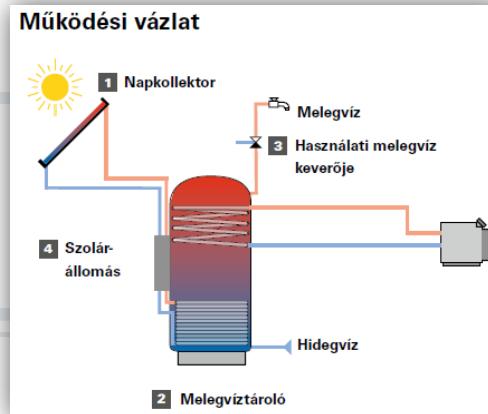 Működési vázlat
1 Napkollektor
Melegvíz
3 Használati melegvíz
keverője
4 Szolár-
állomás
Hidegvíz
2 Melegvíztároló